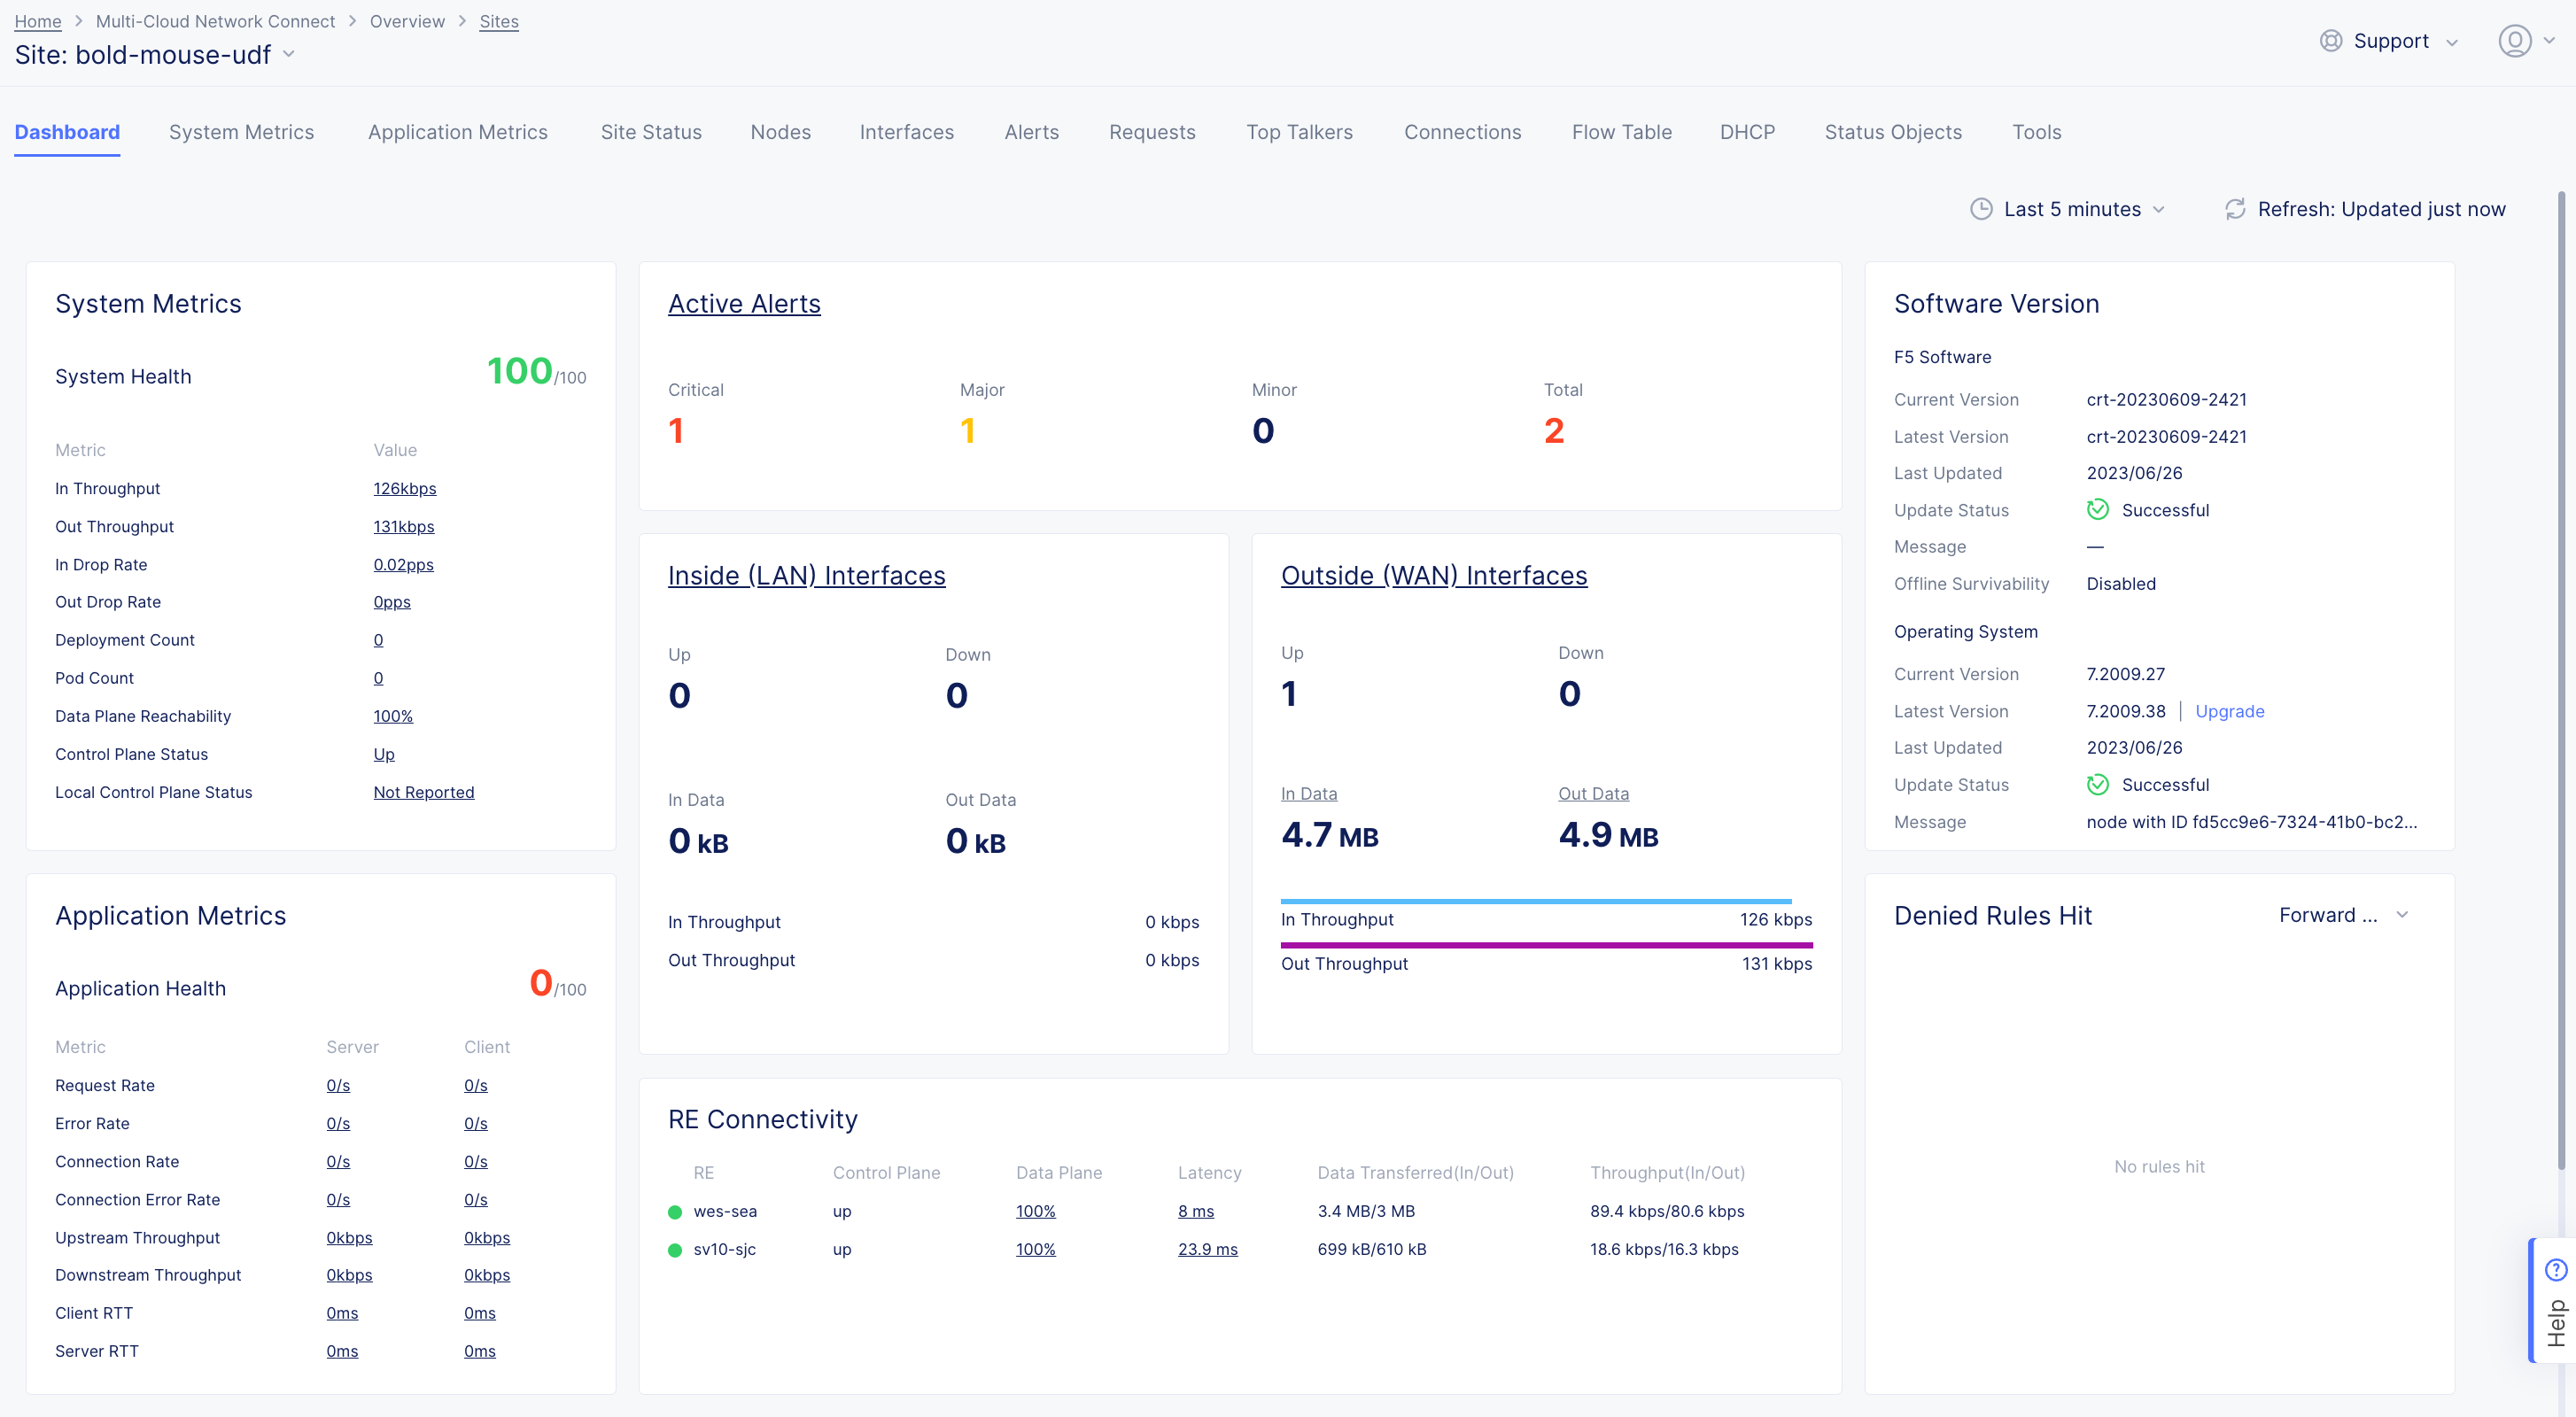 Home > Multi-Cloud Network Connect > Overview > Sites
Site: bold-mouse-udf
Support
Dashboard System Metrics Application Metrics Site Status Nodes Interfaces Alerts Requests Top Talkers Connections Flow Table DHCP Status Objects Tools
Last 5 minutes Refresh: Updated just now
System Metrics
System Health 100/100
Metric Value
In Throughput 126kbps
Out Throughput 131kbps
In Drop Rate 0.02pps
Out Drop Rate 0pps
Deployment Count 0
Pod Count 0
Data Plane Reachability 100%
Control Plane Status Up
Local Control Plane Status Not Reported
Application Metrics
Application Health 0/100
Metric Server Client
Request Rate 0/s 0/s
Error Rate 0/s 0/s
Connection Rate 0/s 0/s
Connection Error Rate 0/s 0/s
Upstream Throughput 0kbps 0kbps
Downstream Throughput 0kbps 0kbps
Client RTT 0ms 0ms
Server RTT 0ms 0ms
Active Alerts
Critical Major Minor Total
1 1 0 2
Inside (LAN) Interfaces
Up Down
0 0
In Data Out Data
0 kB 0 kB
In Throughput 0 kbps
Out Throughput 0 kbps
Outside (WAN) Interfaces
Up Down
1 0
In Data Out Data
4.7 MB 4.9 MB
In Throughput 126 kbps
Out Throughput 131 kbps
RE Connectivity
RE Control Plane Data Plane Latency Data Transferred(In/Out) Throughput(In/Out)
wes-sea up 100% 8 ms 3.4 MB/3 MB 89.4 kbps/80.6 kbps
sv10-sjc up 100% 23.9 ms 699 kB/610 kB 18.6 kbps/16.3 kbps
Software Version
F5 Software
Current Version crt-20230609-2421
Latest Version crt-20230609-2421
Last Updated 2023/06/26
Update Status Successful
Message —
Offline Survivability Disabled
Operating System
Current Version 7.2009.27
Latest Version 7.2009.38 | Upgrade
Last Updated 2023/06/26
Update Status Successful
Message node with ID fd5cc9e6-7324-41b0-bc2...
Denied Rules Hit Forward ...
No rules hit
Help